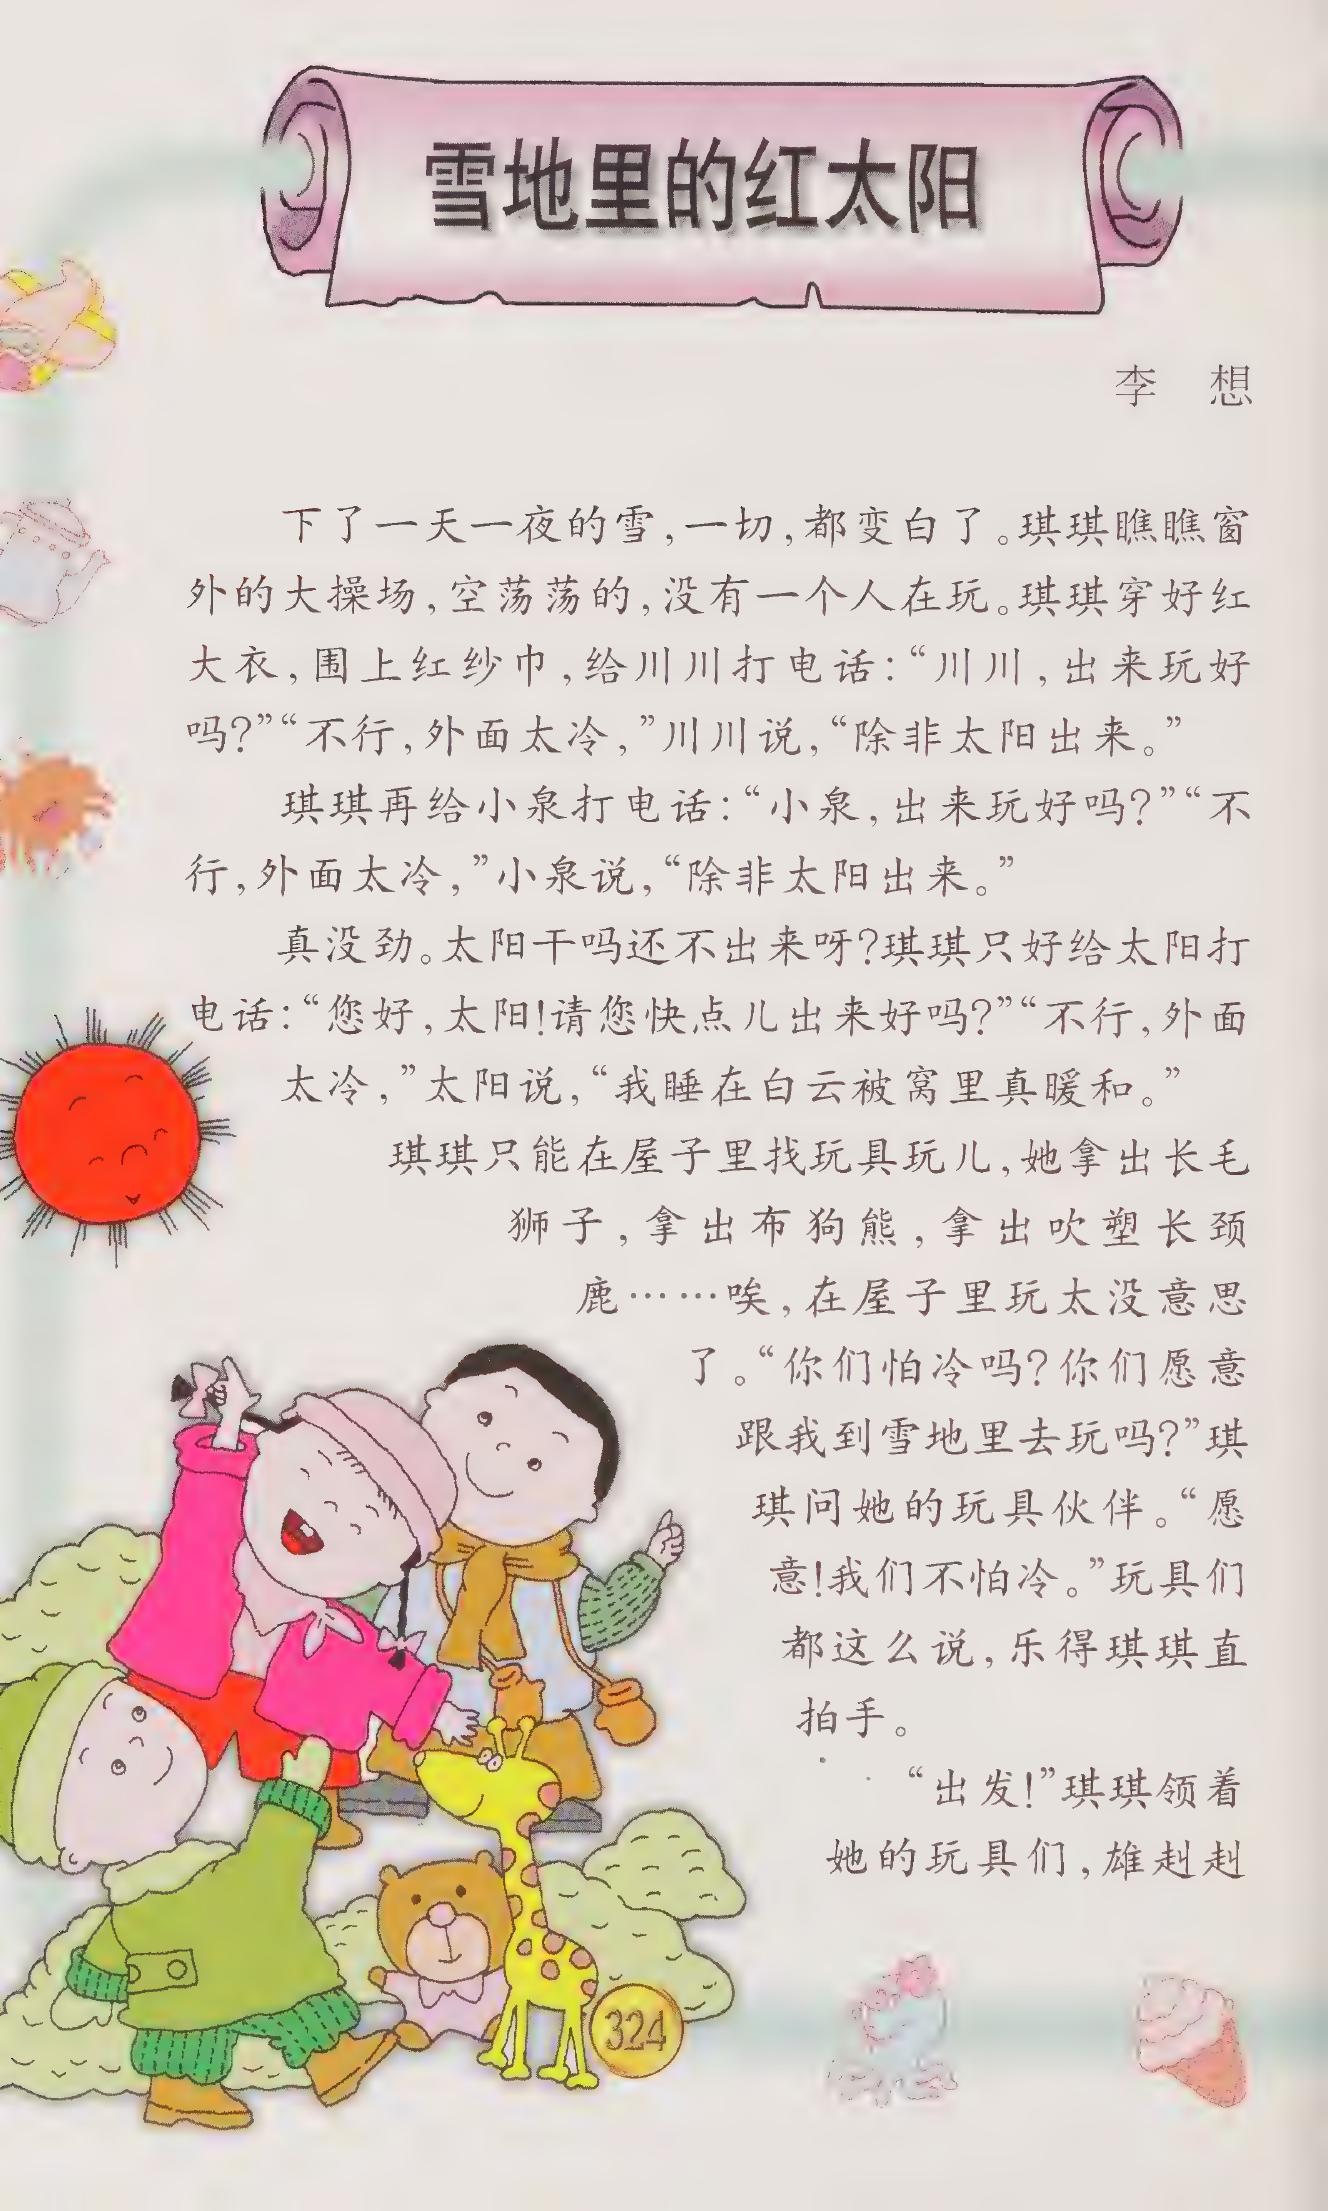 雪地里的红太阳
李 想
下了一天一夜的雪,一切,都变白了。琪琪瞧瞧窗
外的大操场,空荡荡的,没有一个人在玩。琪琪穿好红
大衣,围上红纱巾,给川川打电话:“川川,出来玩好
吗?”“不行,外面太冷,”川川说,“除非太阳出来。”
琪琪再给小泉打电话:“小泉,出来玩好吗?”“不
行,外面太冷,”小泉说,“除非太阳出来。”
真没劲。太阳干吗还不出来呀?琪琪只好给太阳打
电话:“您好,太阳!请您快点儿出来好吗?”“不行,外面
太冷,”太阳说,“我睡在白云被窝里真暖和。”
琪琪只能在屋子里找玩具玩儿,她拿出长毛
狮子,拿出布狗熊,拿出吹塑长颈
鹿……唉,在屋子里玩太没意思
了。“你们怕冷吗?你们愿意
跟我到雪地里去玩吗?”琪
琪问她的玩具伙伴。“愿
意!我们不怕冷。”玩具们
都这么说,乐得琪琪直
拍手。
“出发!”琪琪领着
她的玩具们,雄赳赳
324